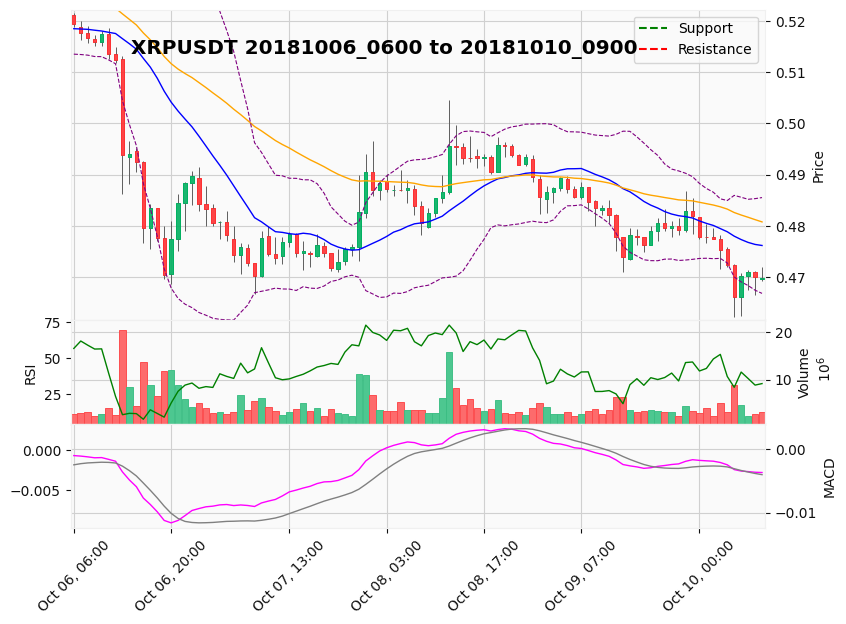 XRPUSDT 20181006_0600 to 20181010_0900
Support
Resistance
0.52
0.51
0.50
0.49
0.48
0.47
Price
75
50
25
RSI
20
10
Volume
10^6
0.000
−0.005
0.00
−0.01
MACD
Oct 06, 06:00
Oct 06, 20:00
Oct 07, 13:00
Oct 08, 03:00
Oct 08, 17:00
Oct 09, 07:00
Oct 10, 00:00